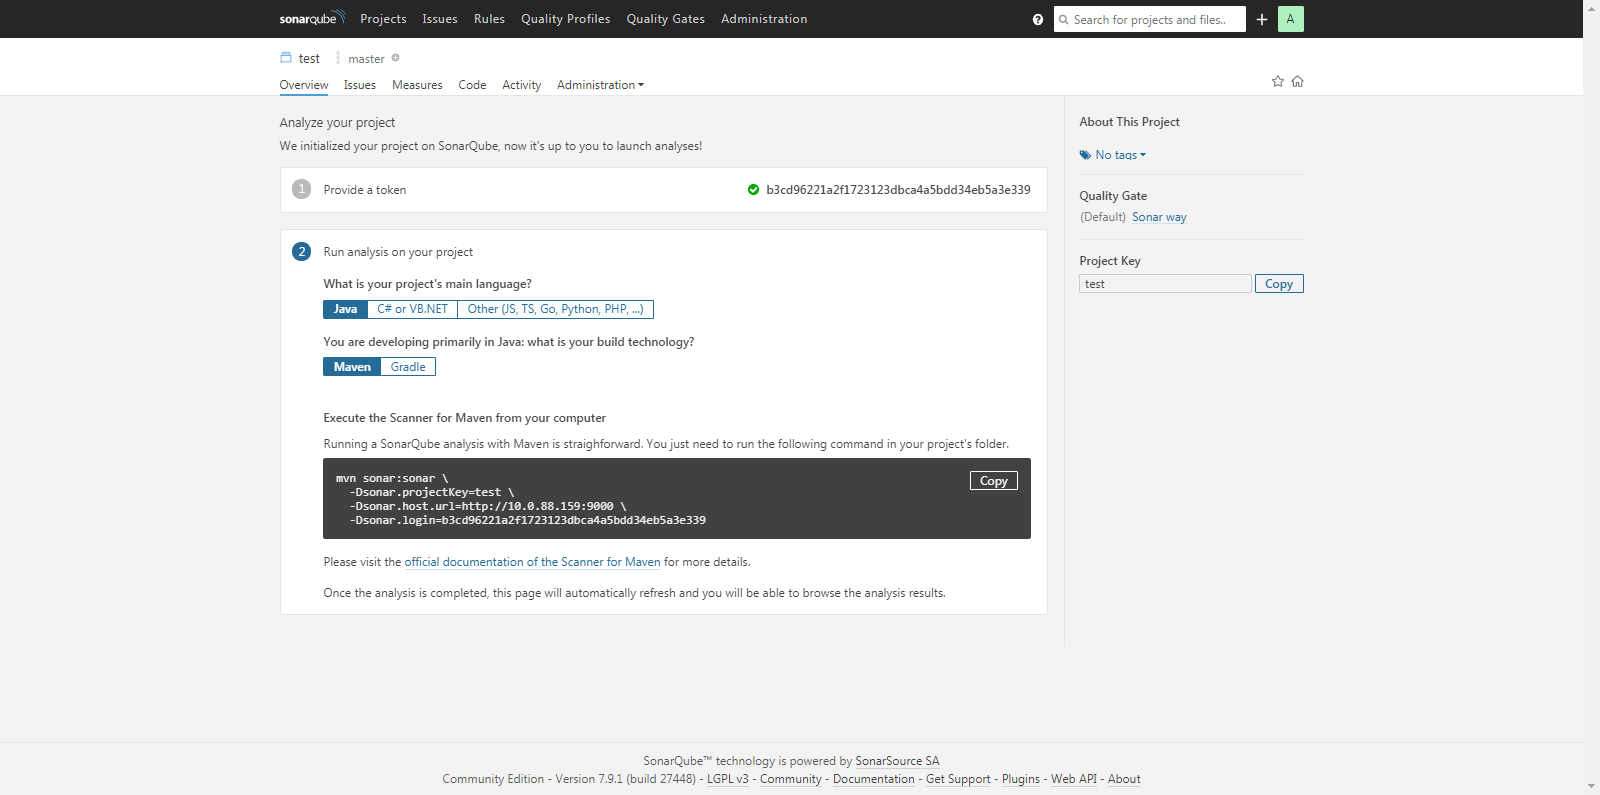 sonarqube Projects Issues Rules Quality Profiles Quality Gates Administration ? Search for projects and files.. + A
test master
Overview Issues Measures Code Activity Administration
Analyze your project
We initialized your project on SonarQube, now it's up to you to launch analyses!
1 Provide a token b3cd96221a2f1723123dbca4a5bdd34eb5a3e339
2 Run analysis on your project
What is your project's main language?
Java C# or VB.NET Other (JS, TS, Go, Python, PHP, ...)
You are developing primarily in Java: what is your build technology?
Maven Gradle
Execute the Scanner for Maven from your computer
Running a SonarQube analysis with Maven is straighforward. You just need to run the following command in your project's folder.
mvn sonar:sonar \
-Dsonar.projectKey=test \
-Dsonar.host.url=http://10.0.88.159:9000 \
-Dsonar.login=b3cd96221a2f1723123dbca4a5bdd34eb5a3e339
Copy
Please visit the official documentation of the Scanner for Maven for more details.
Once the analysis is completed, this page will automatically refresh and you will be able to browse the analysis results.
About This Project
No tags
Quality Gate
(Default) Sonar way
Project Key
test Copy
SonarQube™ technology is powered by SonarSource SA
Community Edition - Version 7.9.1 (build 27448) - LGPL v3 - Community - Documentation - Get Support - Plugins - Web API - About